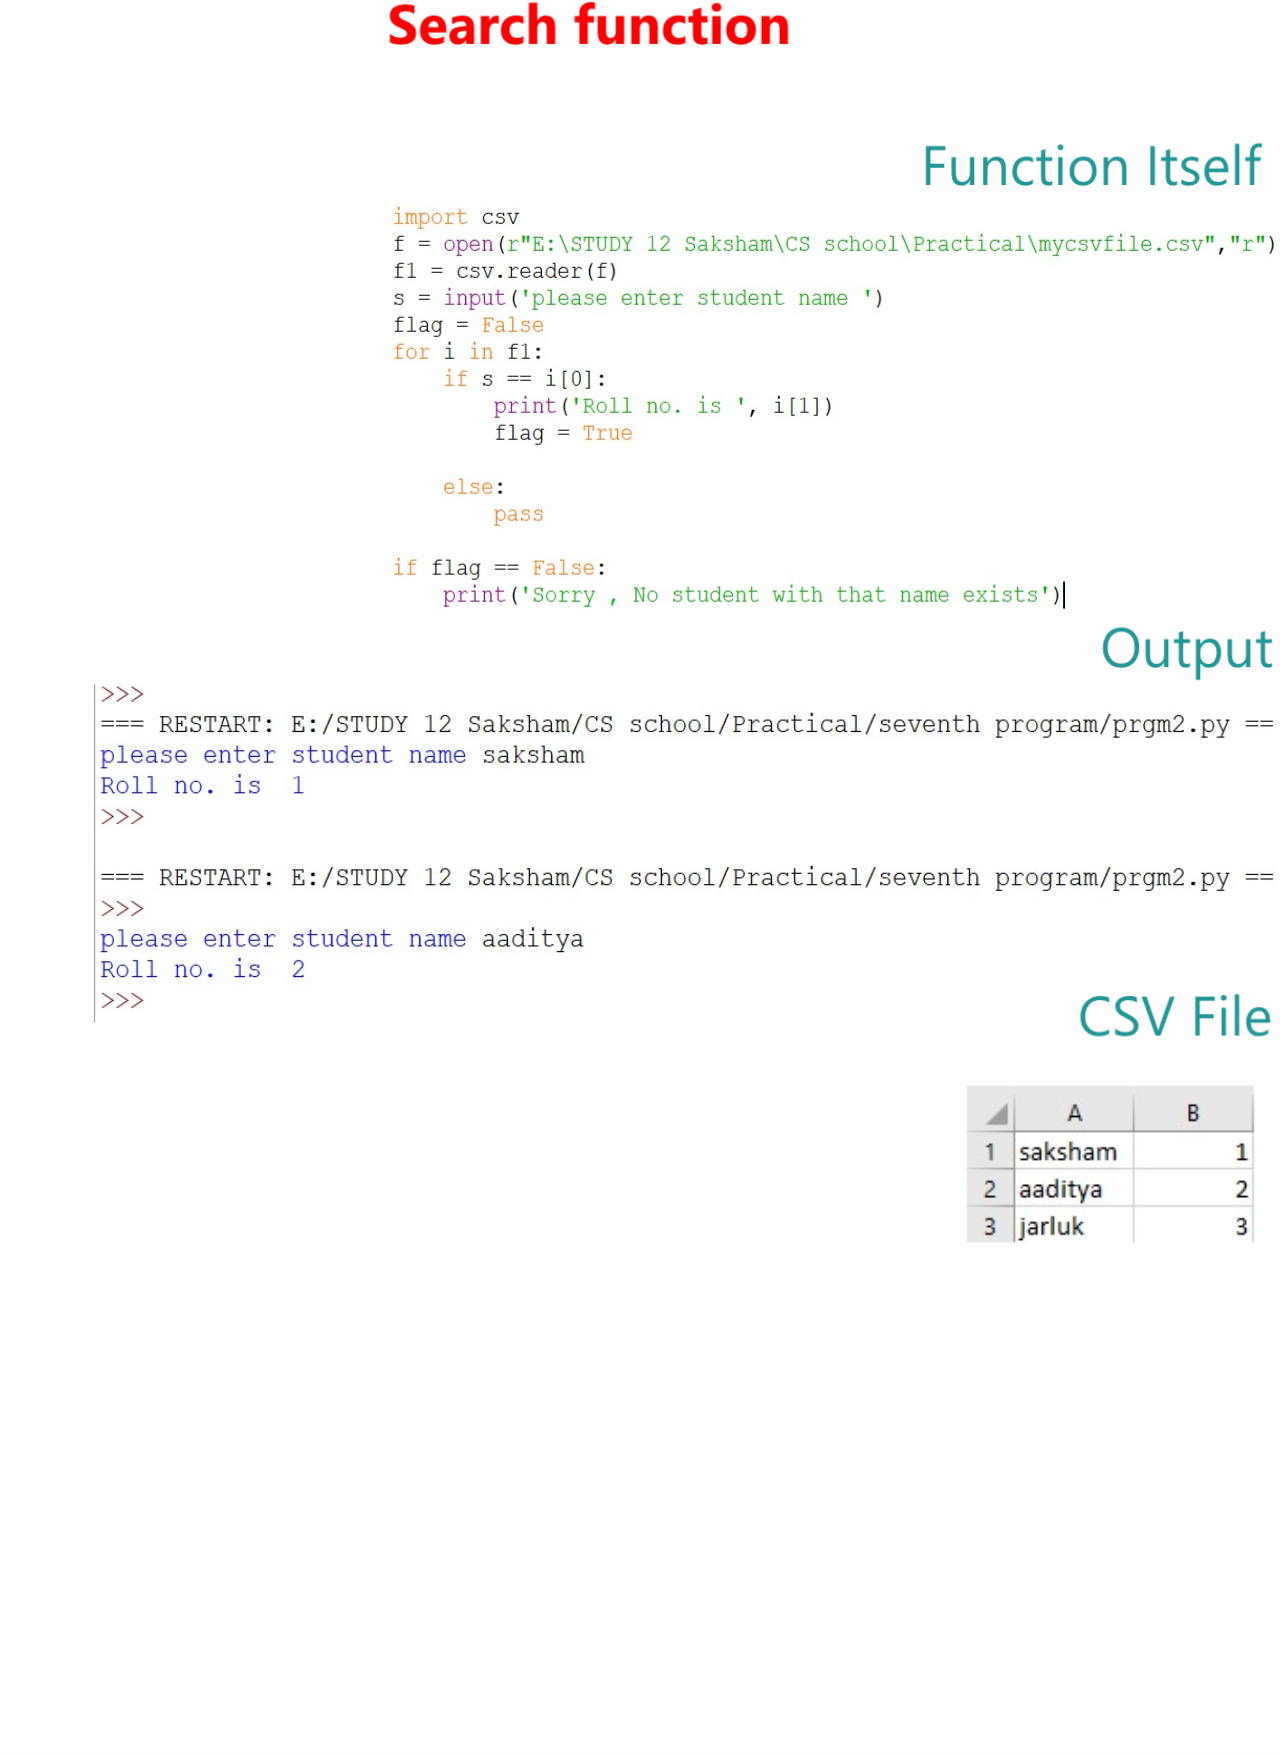 Search function
Function Itself
import csv
f = open(r"E:\STUDY 12 Saksham\CS school\Practical\mycsvfile.csv","r")
f1 = csv.reader(f)
s = input('please enter student name ')
flag = False
for i in f1:
    if s == i[0]:
        print('Roll no. is ', i[1])
        flag = True
    else:
        pass
if flag == False:
    print('Sorry , No student with that name exists')
Output
>>>
=== RESTART: E:/STUDY 12 Saksham/CS school/Practical/seventh program/prgm2.py ==
please enter student name saksham
Roll no. is  1
>>>
=== RESTART: E:/STUDY 12 Saksham/CS school/Practical/seventh program/prgm2.py ==
>>>
please enter student name aaditya
Roll no. is  2
>>>
CSV File
A B
1 saksham 1
2 aaditya 2
3 jarluk 3